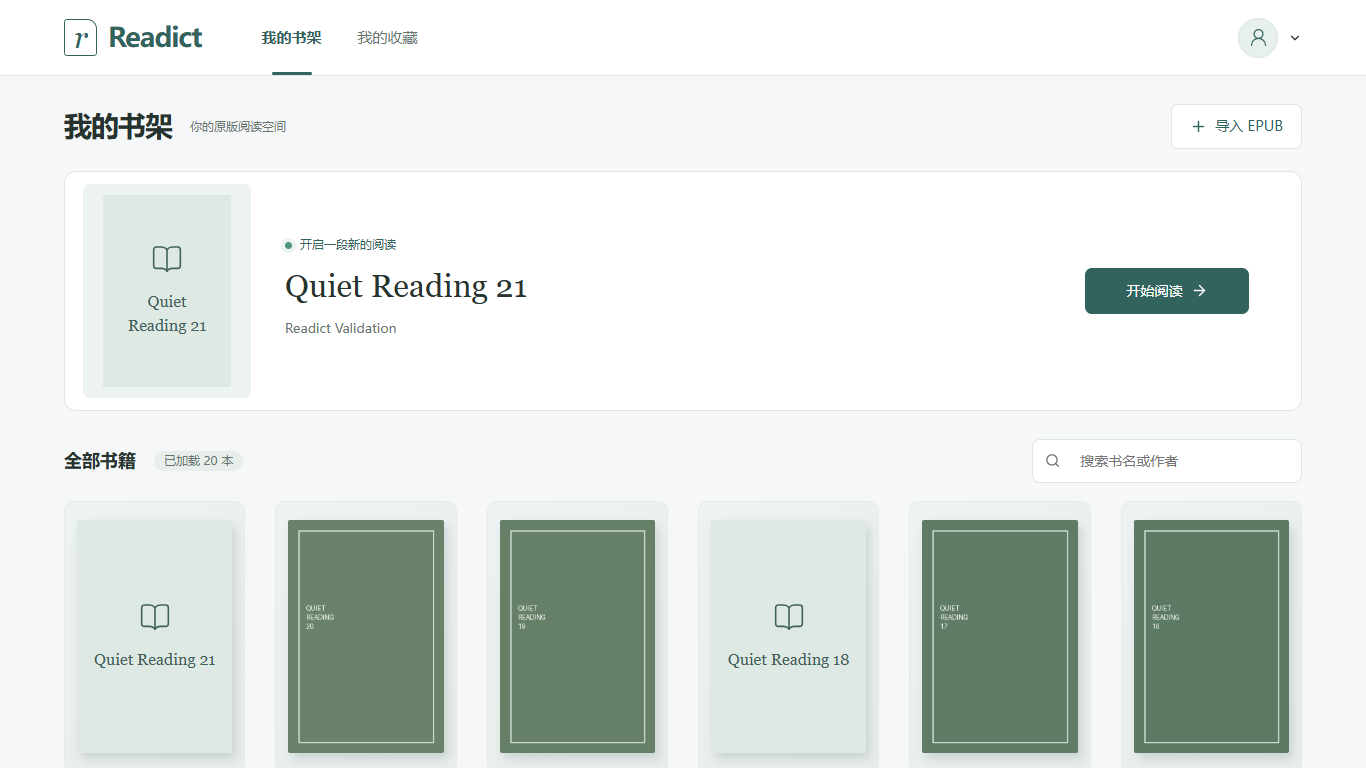 r Readict
我的书架
我的收藏
我的书架
你的原版阅读空间
导入 EPUB
Quiet
Reading 21
开启一段新的阅读
Quiet Reading 21
Readict Validation
开始阅读
全部书籍
已加载 20 本
搜索书名或作者
Quiet Reading 21
QUIET
READING
20
QUIET
READING
19
Quiet Reading 18
QUIET
READING
17
QUIET
READING
16